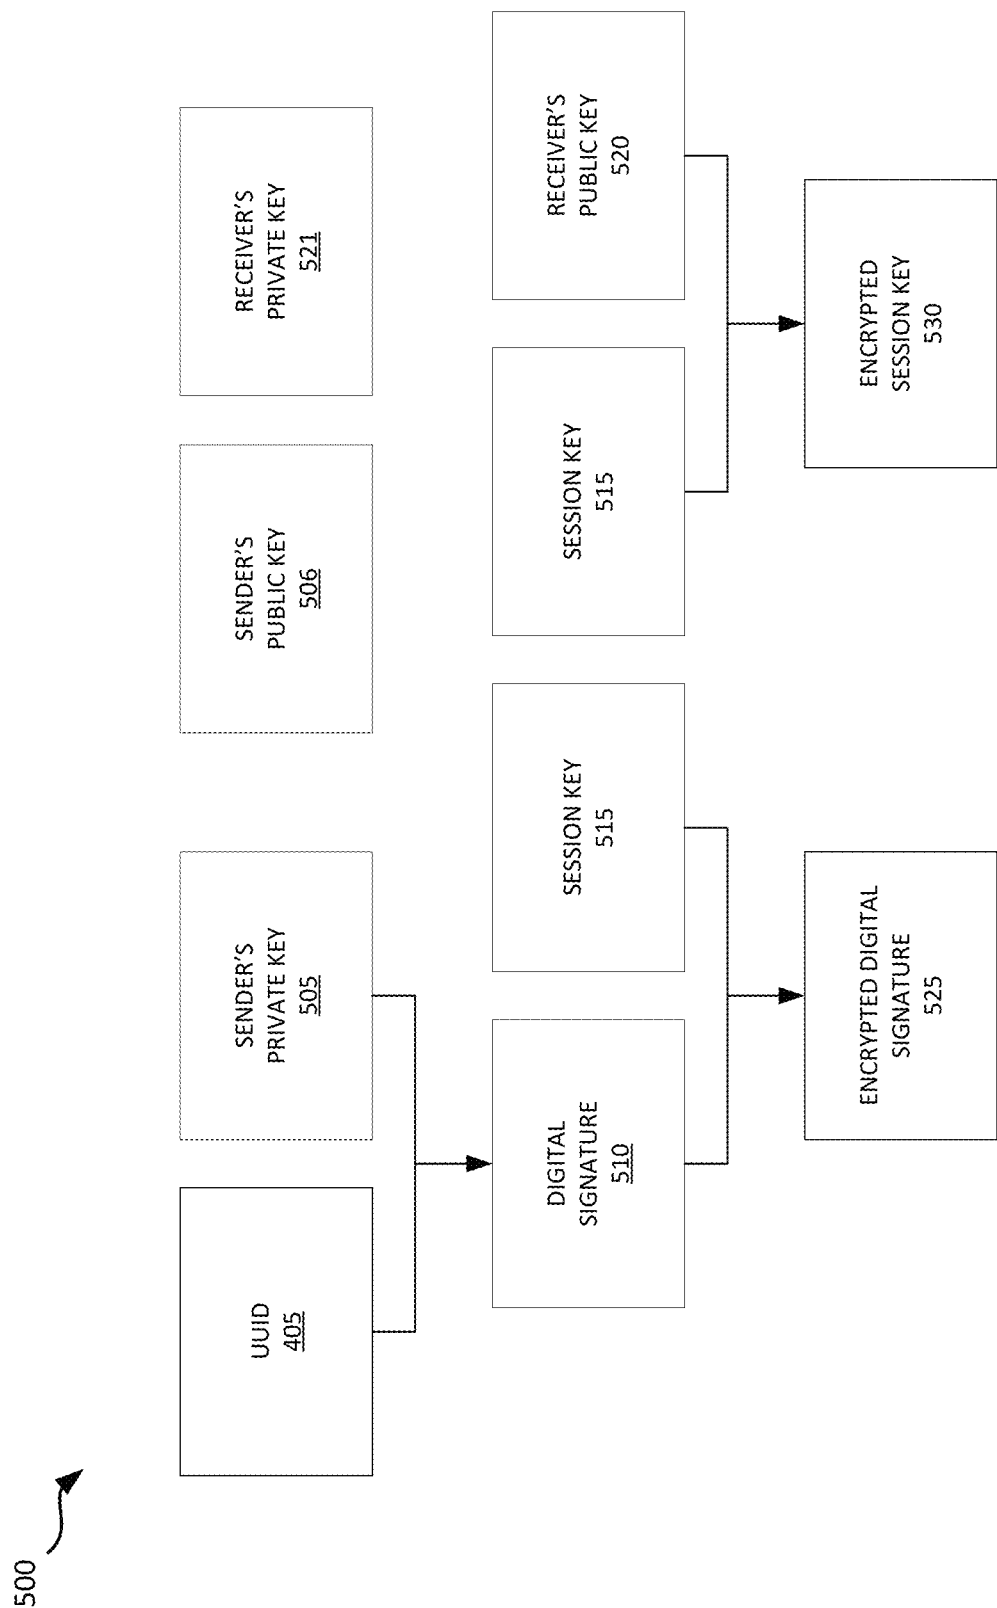 500
UUID
405
SENDER'S
PRIVATE KEY
505
SENDER'S
PUBLIC KEY
506
RECEIVER'S
PRIVATE KEY
521
DIGITAL
SIGNATURE
510
SESSION KEY
515
SESSION KEY
515
RECEIVER'S
PUBLIC KEY
520
ENCRYPTED DIGITAL
SIGNATURE
525
ENCRYPTED
SESSION KEY
530